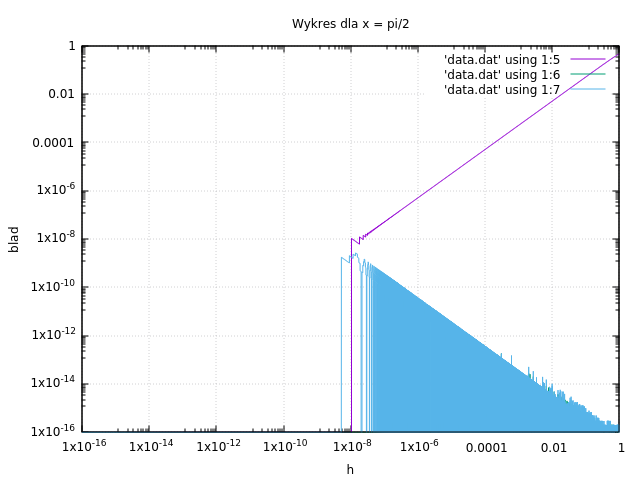 Wykres dla x = pi/2
'data.dat' using 1:5
'data.dat' using 1:6
'data.dat' using 1:7
blad
1
0.01
0.0001
1x10-6
1x10-8
1x10-10
1x10-12
1x10-14
1x10-16
1x10-16 1x10-14 1x10-12 1x10-10 1x10-8 1x10-6 0.0001 0.01 1
h